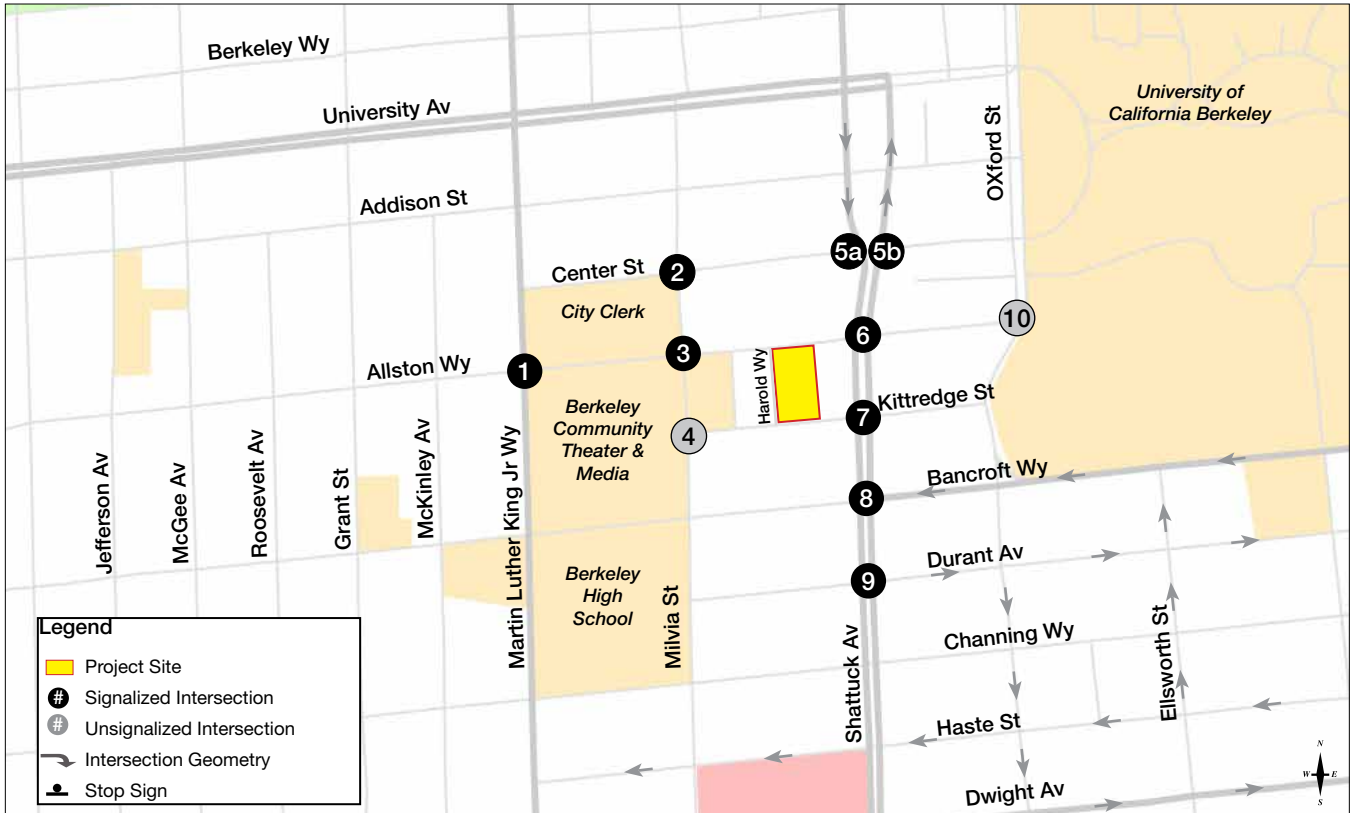 Berkeley Wy
University Av
University of
California Berkeley
OXford St
Addison St
5a
5b
Center St
2
City Clerk
10
6
3
Allston Wy
1
Harold Wy
Kittredge St
7
Berkeley
Community
Theater &
Media
4
Jefferson Av
McGee Av
Roosevelt Av
Grant St
McKinley Av
Martin Luther King Jr Wy
Bancroft Wy
8
Durant Av
9
Berkeley
High
School
Milvia St
Channing Wy
Ellsworth St
Shattuck Av
Haste St
Dwight Av
Legend
Project Site
# Signalized Intersection
# Unsignalized Intersection
Intersection Geometry
Stop Sign
N
W E
S